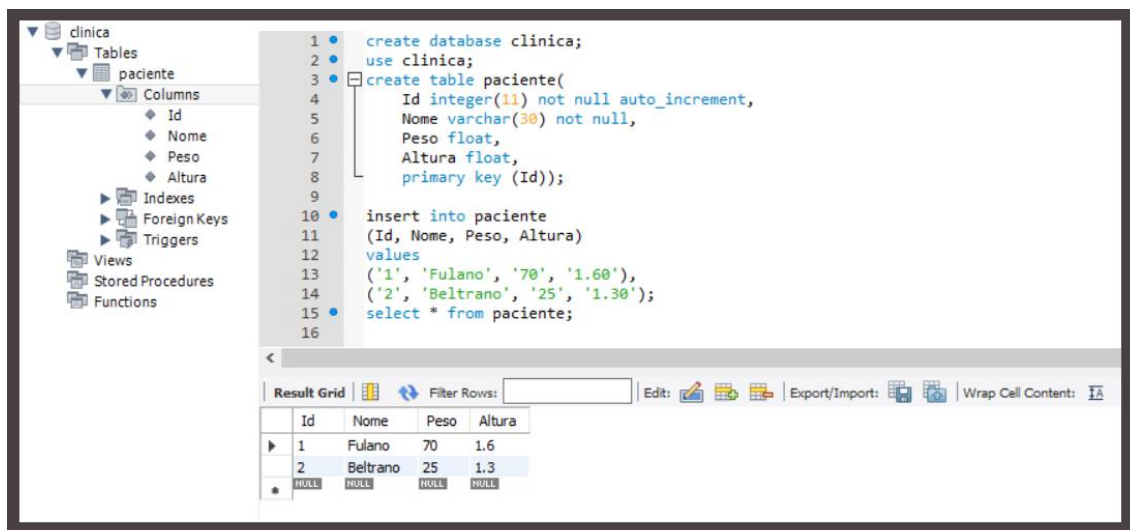 clinica
Tables
paciente
Columns
Id
Nome
Peso
Altura
Indexes
Foreign Keys
Triggers
Views
Stored Procedures
Functions
1 create database clinica;
2 use clinica;
3 create table paciente(
4 Id integer(11) not null auto_increment,
5 Nome varchar(30) not null,
6 Peso float,
7 Altura float,
8 primary key (Id));
9
10 insert into paciente
11 (Id, Nome, Peso, Altura)
12 values
13 ('1', 'Fulano', '70', '1.60'),
14 ('2', 'Beltrano', '25', '1.30');
15 select * from paciente;
16
Result Grid Filter Rows: Edit: Export/Import: Wrap Cell Content: IA
Id Nome Peso Altura
1 Fulano 70 1.6
2 Beltrano 25 1.3
NULL NULL NULL NULL